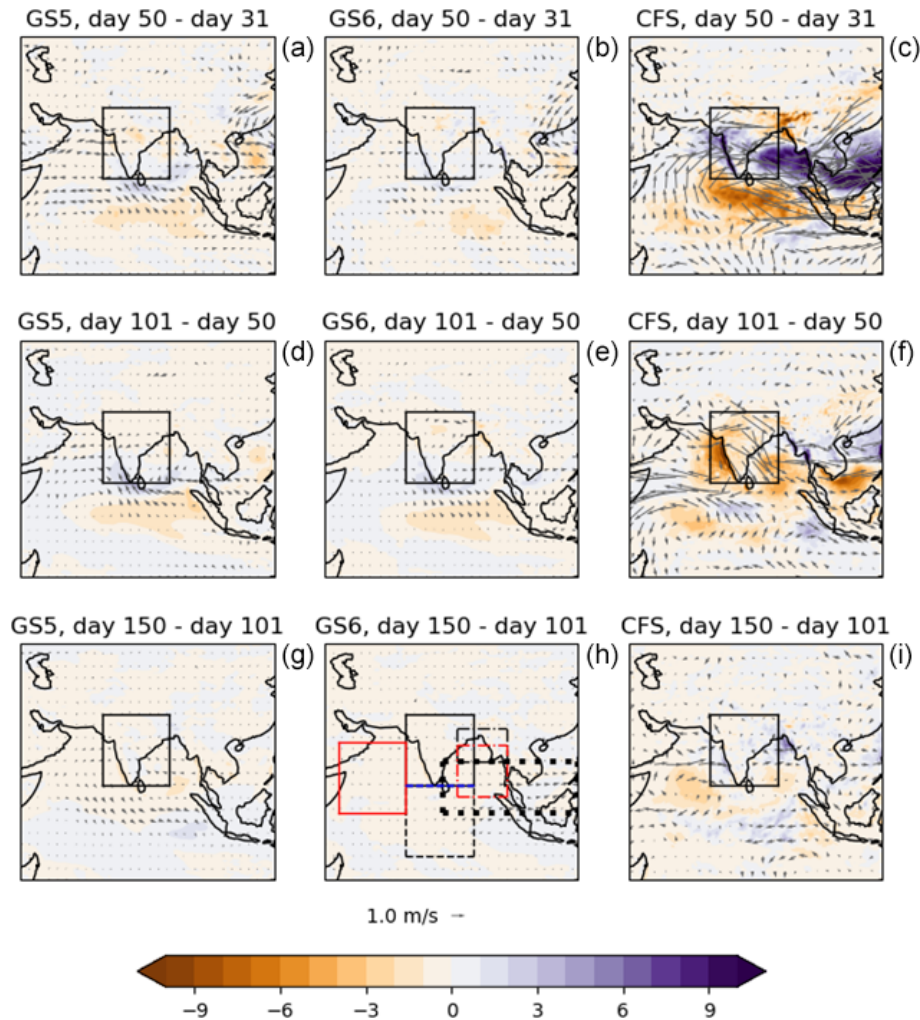 GS5, day 50 - day 31
(a)
GS6, day 50 - day 31
(b)
CFS, day 50 - day 31
(c)
GS5, day 101 - day 50
(d)
GS6, day 101 - day 50
(e)
CFS, day 101 - day 50
(f)
GS5, day 150 - day 101
(g)
GS6, day 150 - day 101
(h)
CFS, day 150 - day 101
(i)
1.0 m/s
−9 −6 −3 0 3 6 9